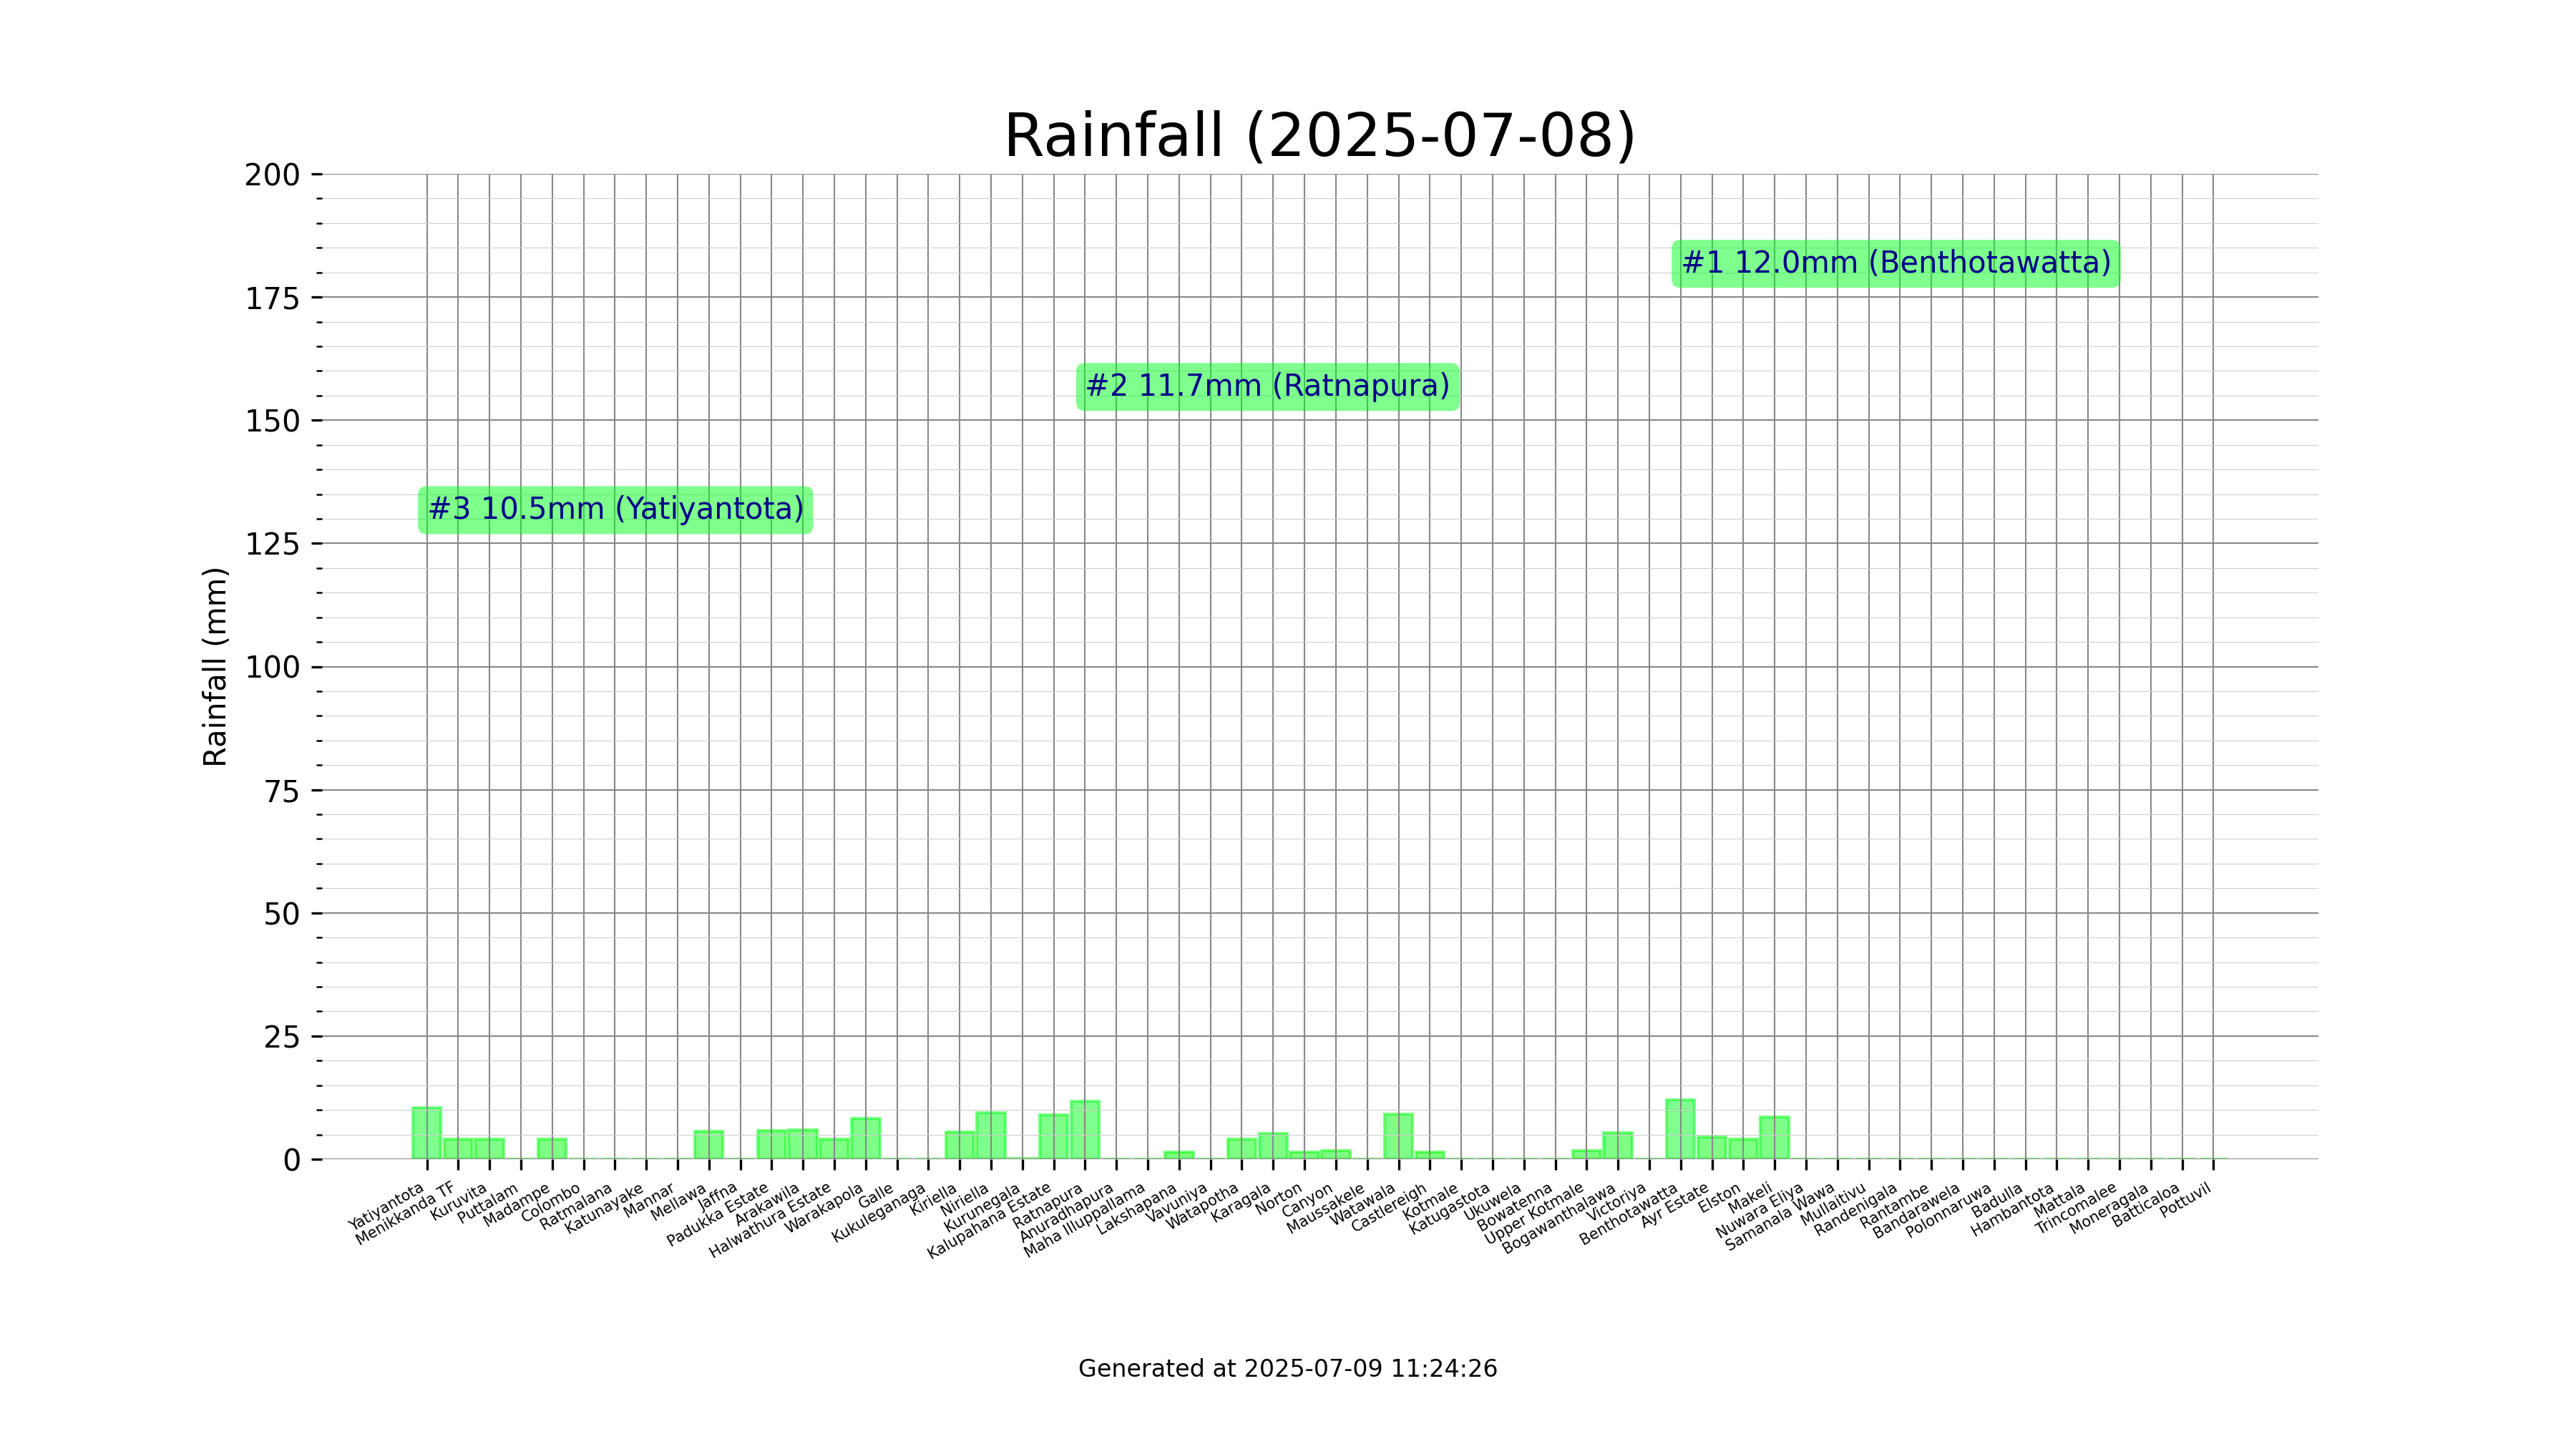 Rainfall (2025-07-08)
Rainfall (mm)
200
175
150
125
100
75
50
25
0
#1 12.0mm (Benthotawatta)
#2 11.7mm (Ratnapura)
#3 10.5mm (Yatiyantota)
Yatiyantota
Menikkanda TF
Kuruvita
Puttalam
Madampe
Colombo
Ratmalana
Katunayake
Mannar
Mellawa
Jaffna
Padukka Estate
Arakawila
Halwathura Estate
Warakapola
Galle
Kukuleganaga
Kiriella
Niriella
Kurunegala
Kalupahana Estate
Ratnapura
Anuradhapura
Maha Illuppallama
Lakshapana
Vavuniya
Watapotha
Karagala
Norton
Canyon
Maussakele
Watawala
Castlereigh
Kotmale
Katugastota
Ukuwela
Bowatenna
Upper Kotmale
Bogawanthalawa
Victoriya
Benthotawatta
Ayr Estate
Elston
Makeli
Nuwara Eliya
Samanala Wawa
Mullaitivu
Randenigala
Rantambe
Bandarawela
Polonnaruwa
Badulla
Hambantota
Mattala
Trincomalee
Moneragala
Batticaloa
Pottuvil
Generated at 2025-07-09 11:24:26